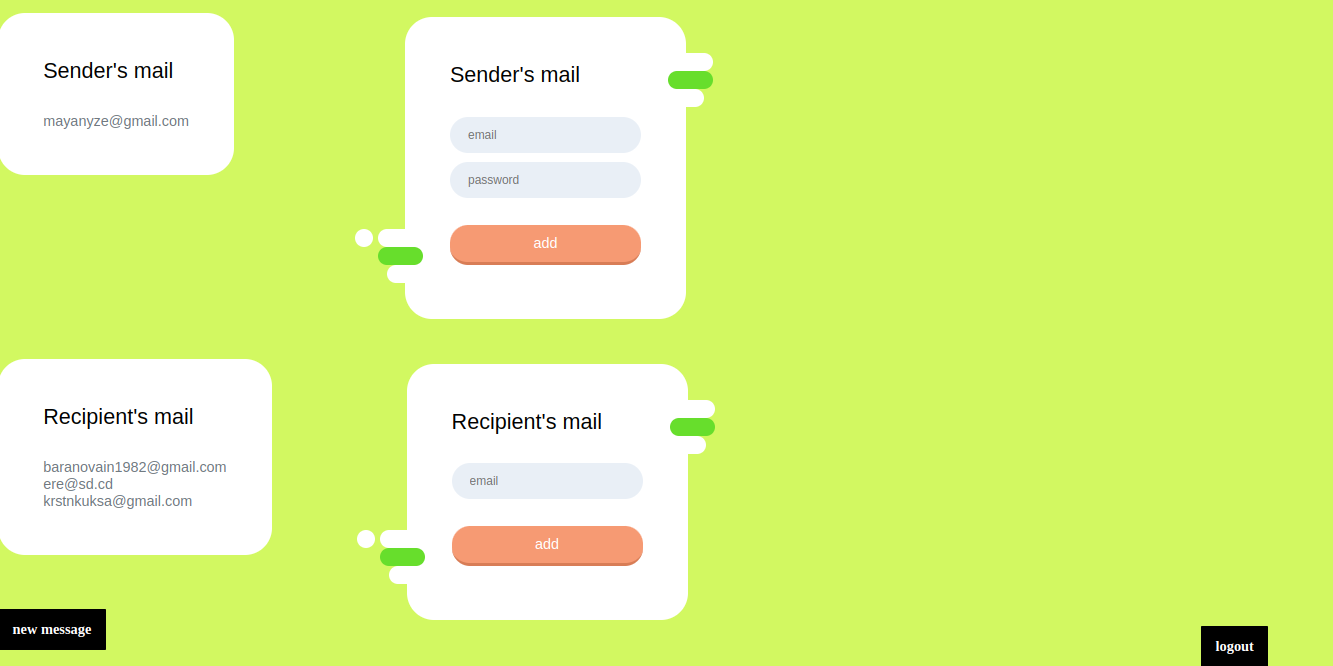 Sender's mail
mayanyze@gmail.com
Sender's mail
email
password
add
Recipient's mail
baranovain1982@gmail.com
ere@sd.cd
krstnkuksa@gmail.com
Recipient's mail
email
add
new message
logout